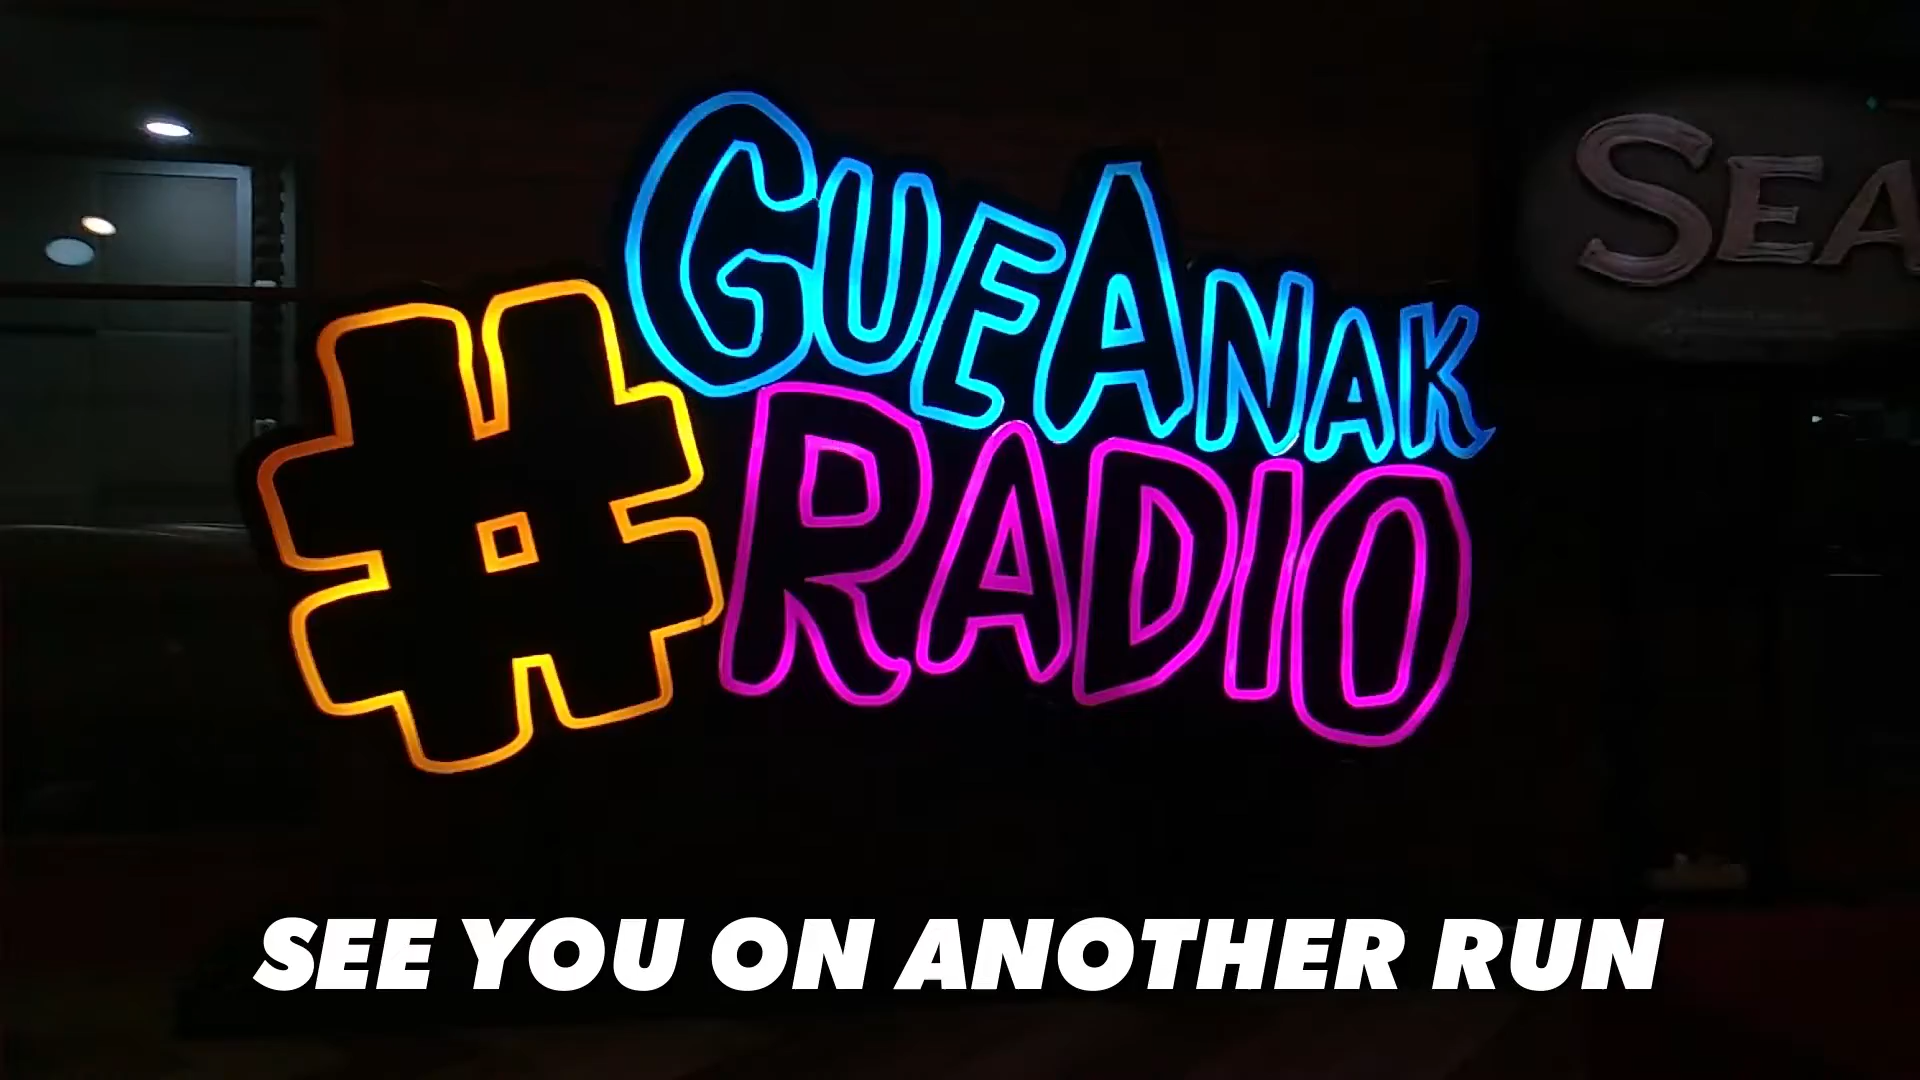 #GUEANAK
RADIO
SEA
SEE YOU ON ANOTHER RUN